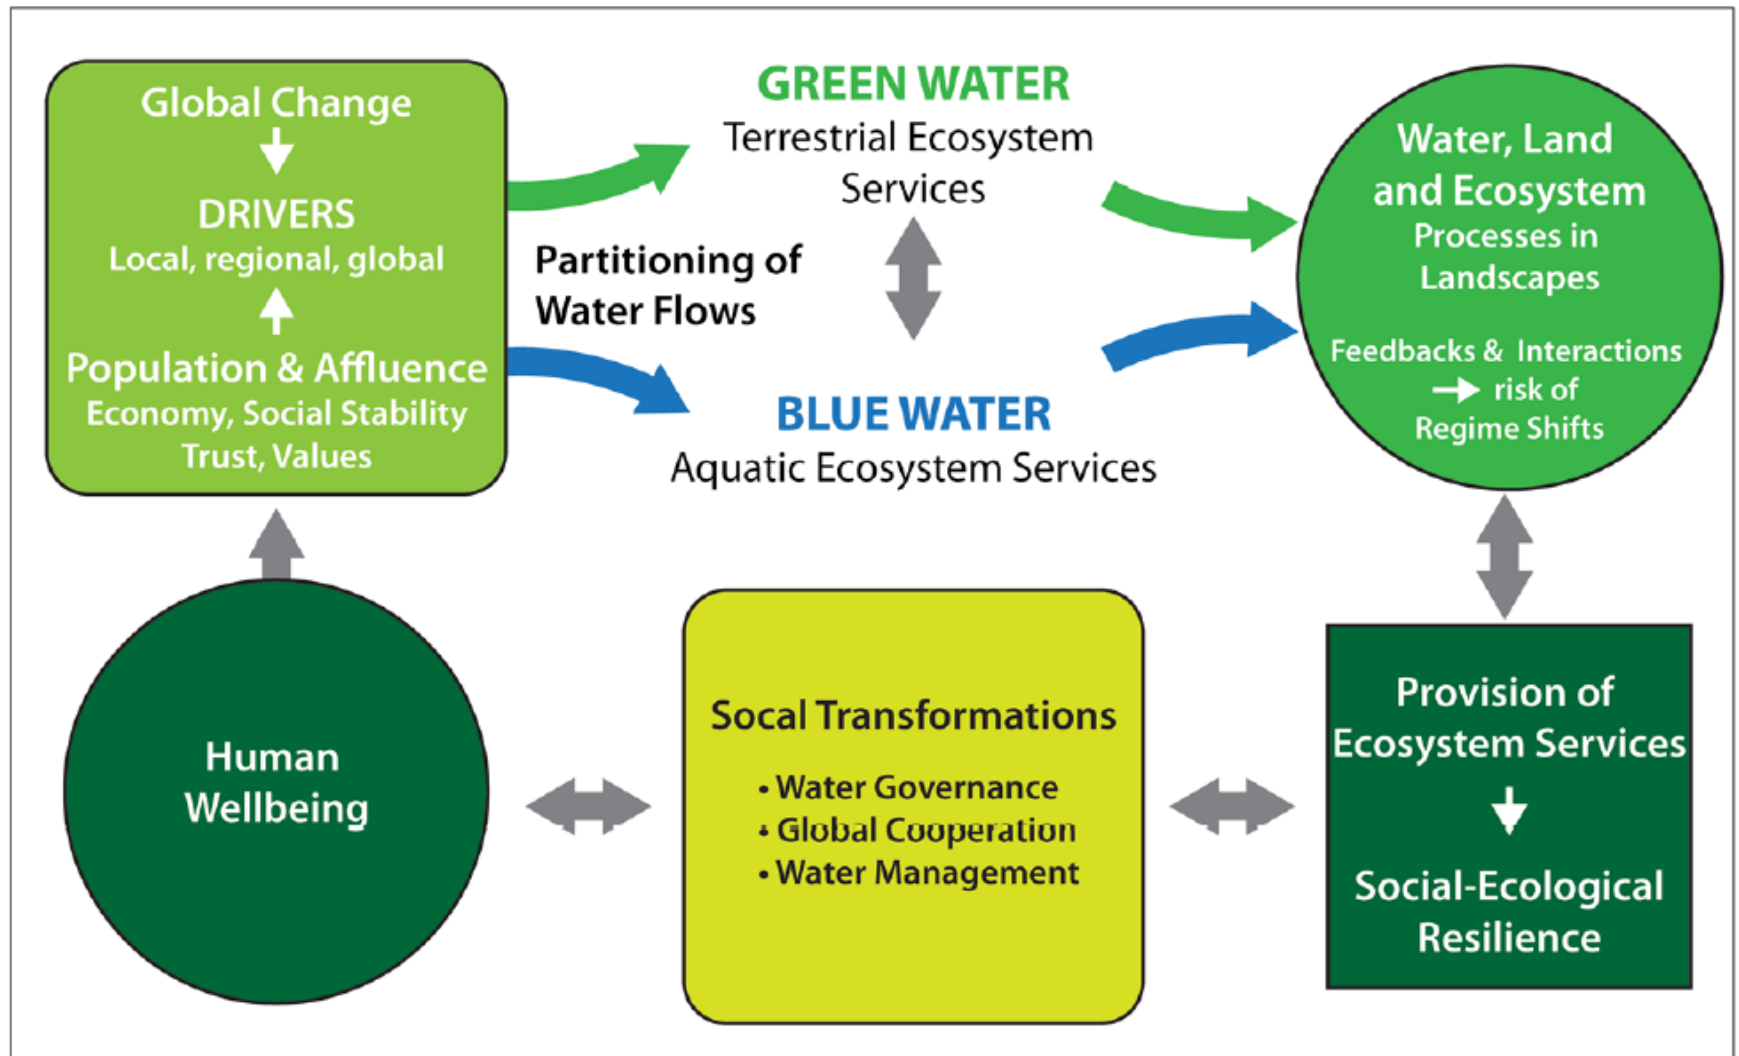 Global Change
DRIVERS
Local, regional, global
Population & Affluence
Economy, Social Stability
Trust, Values
GREEN WATER
Terrestrial Ecosystem
Services
Partitioning of
Water Flows
BLUE WATER
Aquatic Ecosystem Services
Water, Land
and Ecosystem
Processes in
Landscapes
Feedbacks & Interactions
risk of
Regime Shifts
Human
Wellbeing
Socal Transformations
• Water Governance
• Global Cooperation
• Water Management
Provision of
Ecosystem Services
Social-Ecological
Resilience